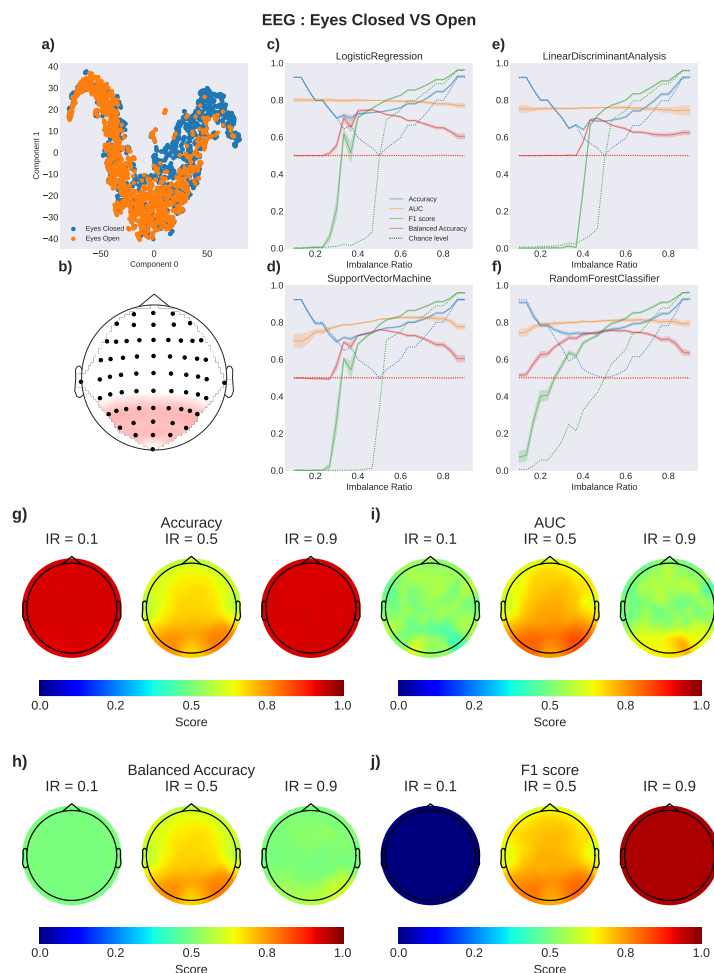 EEG : Eyes Closed VS Open
a)
c)
e)
LogisticRegression
LinearDiscriminantAnalysis
40
30
20
10
0
−10
−20
−30
−40
Component 1
Eyes Closed
Eyes Open
−50
0
50
Component 0
1.0
0.8
0.6
0.4
0.2
0.0
Accuracy
AUC
F1 score
Balanced Accuracy
Chance level
0.2
0.4
0.6
0.8
Imbalance Ratio
1.0
0.8
0.6
0.4
0.2
0.0
0.2
0.4
0.6
0.8
Imbalance Ratio
b)
d)
f)
SupportVectorMachine
RandomForestClassifier
1.0
0.8
0.6
0.4
0.2
0.0
0.2
0.4
0.6
0.8
Imbalance Ratio
1.0
0.8
0.6
0.4
0.2
0.0
0.2
0.4
0.6
0.8
Imbalance Ratio
g)
Accuracy
IR = 0.1
IR = 0.5
IR = 0.9
0.0
0.2
0.5
0.8
1.0
Score
i)
AUC
IR = 0.1
IR = 0.5
IR = 0.9
0.0
0.2
0.5
0.8
1.0
Score
h)
Balanced Accuracy
IR = 0.1
IR = 0.5
IR = 0.9
0.0
0.2
0.5
0.8
1.0
Score
j)
F1 score
IR = 0.1
IR = 0.5
IR = 0.9
0.0
0.2
0.5
0.8
1.0
Score